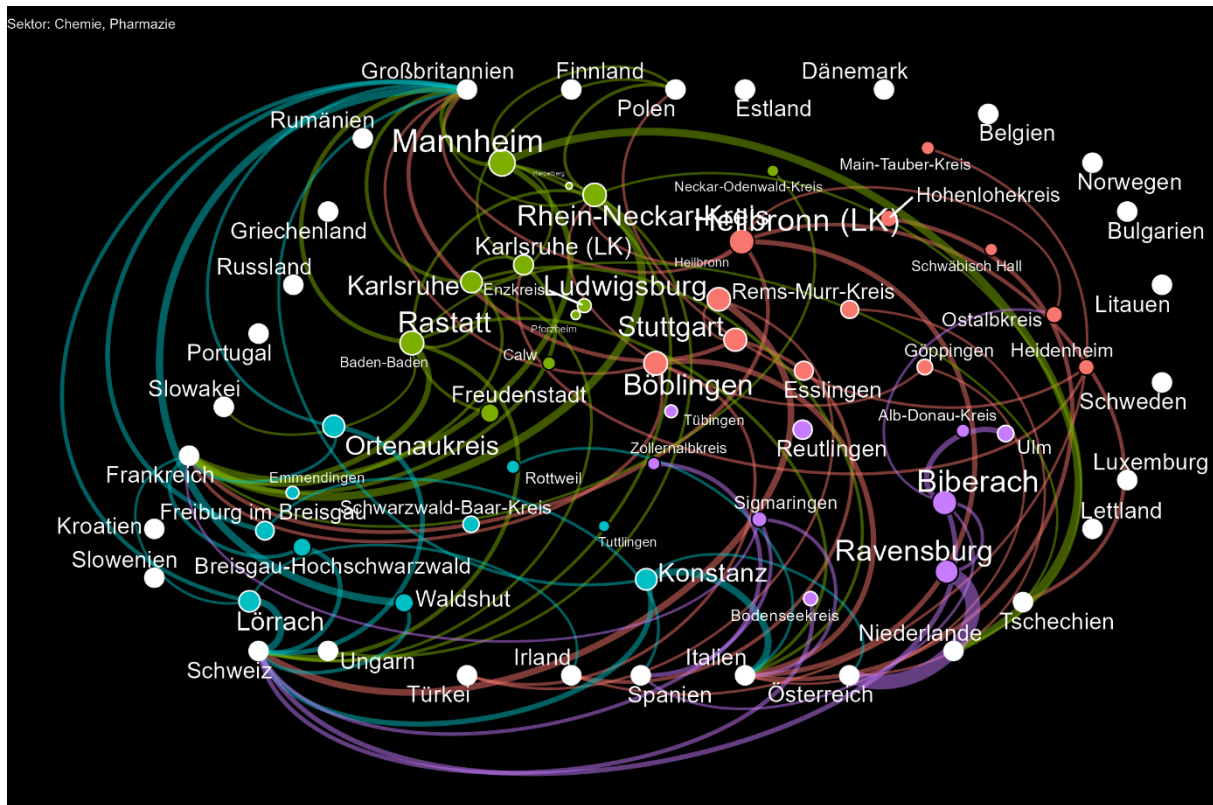 Sektor: Chemie, Pharmazie
Großbritannien
Finnland
Dänemark
Polen
Estland
Rumänien
Belgien
Mannheim
Main-Tauber-Kreis
Heidelberg
Neckar-Odenwald-Kreis
Norwegen
Hohenlohekreis
Griechenland
Rhein-Neckar-Kreis
Heilbronn (LK)
Bulgarien
Karlsruhe (LK)
Russland
Heilbronn
Schwäbisch Hall
Karlsruhe
Enzkreis
Ludwigsburg
Rems-Murr-Kreis
Litauen
Rastatt
Pforzheim
Stuttgart
Ostalbkreis
Portugal
Baden-Baden
Calw
Göppingen
Heidenheim
Slowakei
Freudenstadt
Böblingen
Esslingen
Schweden
Tübingen
Alb-Donau-Kreis
Ortenaukreis
Zollernalbkreis
Reutlingen
Ulm
Frankreich
Emmendingen
Rottweil
Luxemburg
Biberach
Freiburg im Breisgau
Schwarzwald-Baar-Kreis
Sigmaringen
Lettland
Kroatien
Tuttlingen
Slowenien
Breisgau-Hochschwarzwald
Ravensburg
Konstanz
Waldshut
Bodenseekreis
Lörrach
Tschechien
Niederlande
Schweiz
Ungarn
Irland
Italien
Türkei
Spanien
Österreich